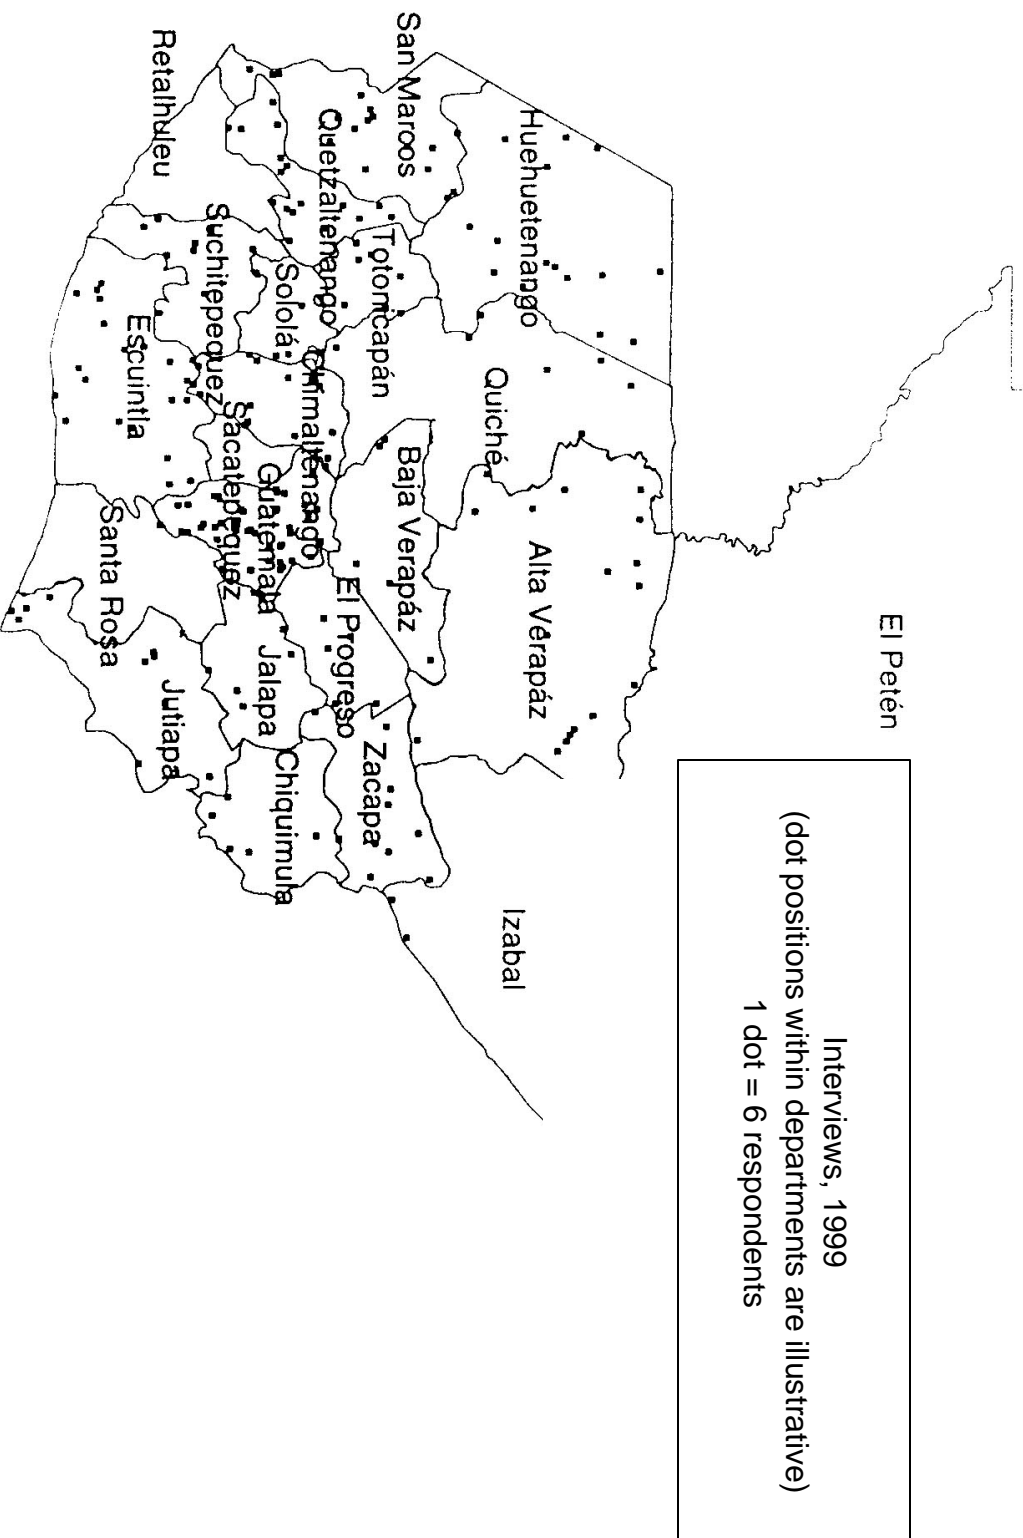 Interviews, 1999
(dot positions within departments are illustrative)
1 dot = 6 respondents
El Petén
Huehuetenango
Quiché
Alta Verapáz
Izabal
San Maroos
Totonicapán
Baja Verapáz
Quetzaltenango
Chimaltenango
El Progreso
Zacapa
Sololá
Guatemala
Jalapa
Chiquimula
Retalhuleu
Suchitepequez
Sacatepequez
Escuintla
Santa Rosa
Jutiapa